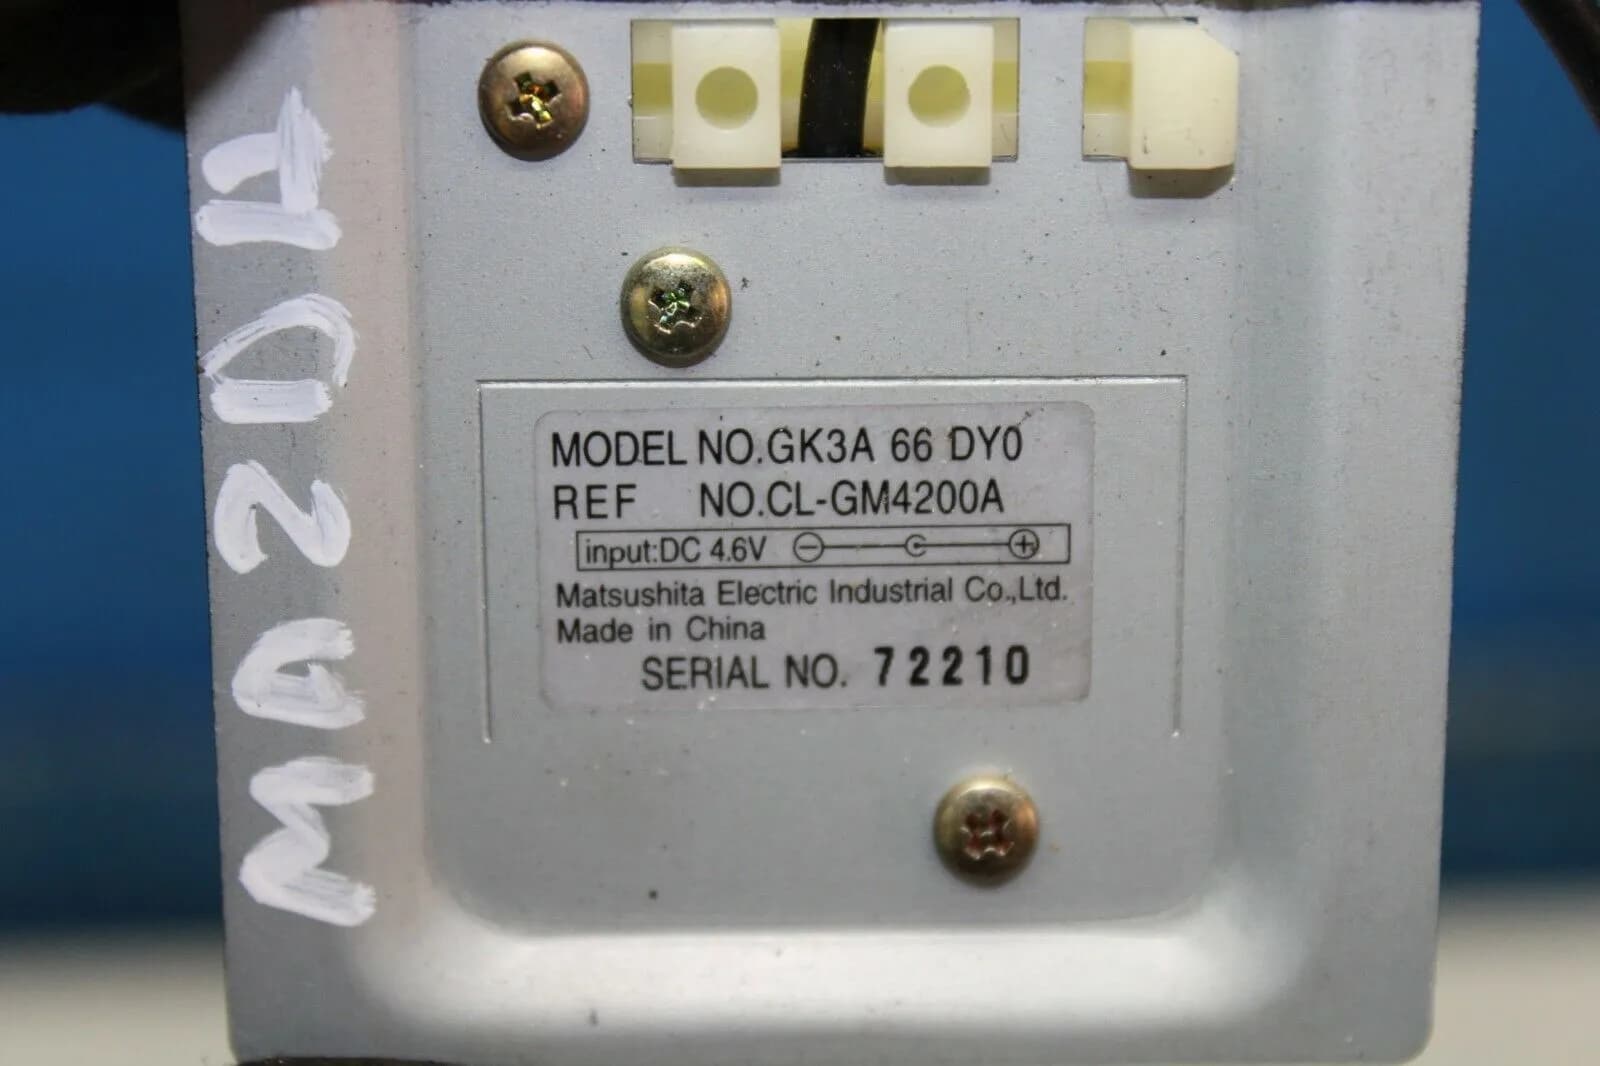 MODEL NO.GK3A 66 DY0
REF NO.CL-GM4200A
input:DC 4.6V
Matsushita Electric Industrial Co.,Ltd.
Made in China
SERIAL NO. 72210